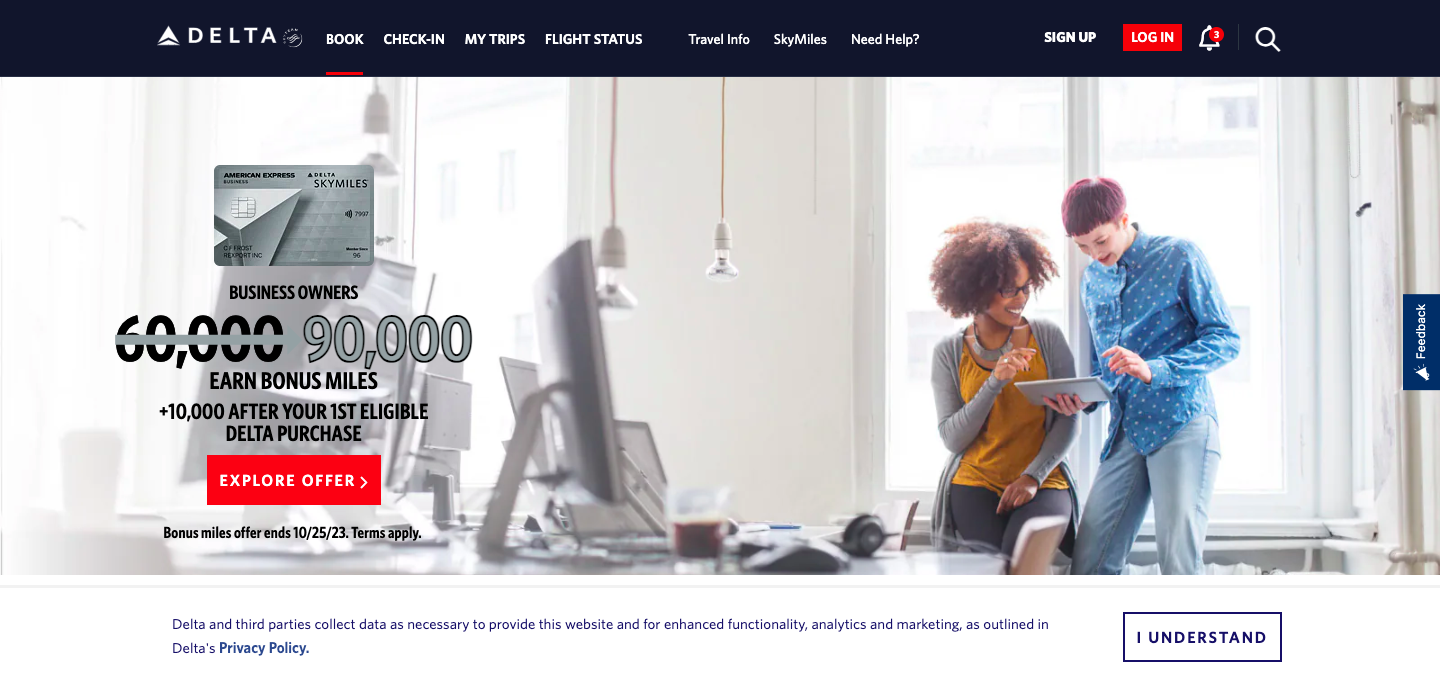 DELTA
BOOK
CHECK-IN
MY TRIPS
FLIGHT STATUS
Travel Info
SkyMiles
Need Help?
SIGN UP
LOG IN
3
AMERICAN EXPRESS
BUSINESS
DELTA
SKYMILES
7997
C F FROST
REXPORT INC
Member Since
96
BUSINESS OWNERS
60,000 90,000
EARN BONUS MILES
+10,000 AFTER YOUR 1ST ELIGIBLE
DELTA PURCHASE
EXPLORE OFFER
Bonus miles offer ends 10/25/23. Terms apply.
Feedback
Delta and third parties collect data as necessary to provide this website and for enhanced functionality, analytics and marketing, as outlined in
Delta's Privacy Policy.
I UNDERSTAND